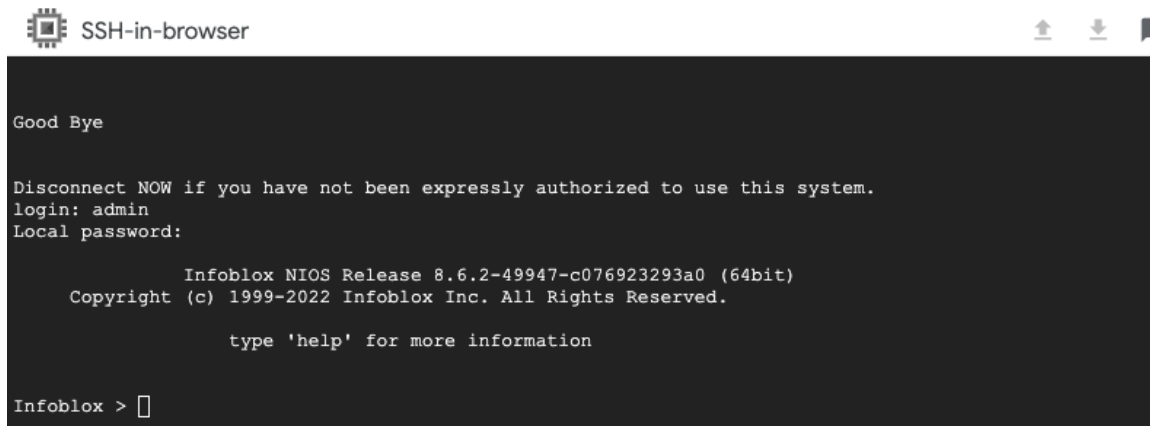 SSH-in-browser
Good Bye
Disconnect NOW if you have not been expressly authorized to use this system.
login: admin
Local password:
Infoblox NIOS Release 8.6.2-49947-c076923293a0 (64bit)
Copyright (c) 1999-2022 Infoblox Inc. All Rights Reserved.
type 'help' for more information
Infoblox >